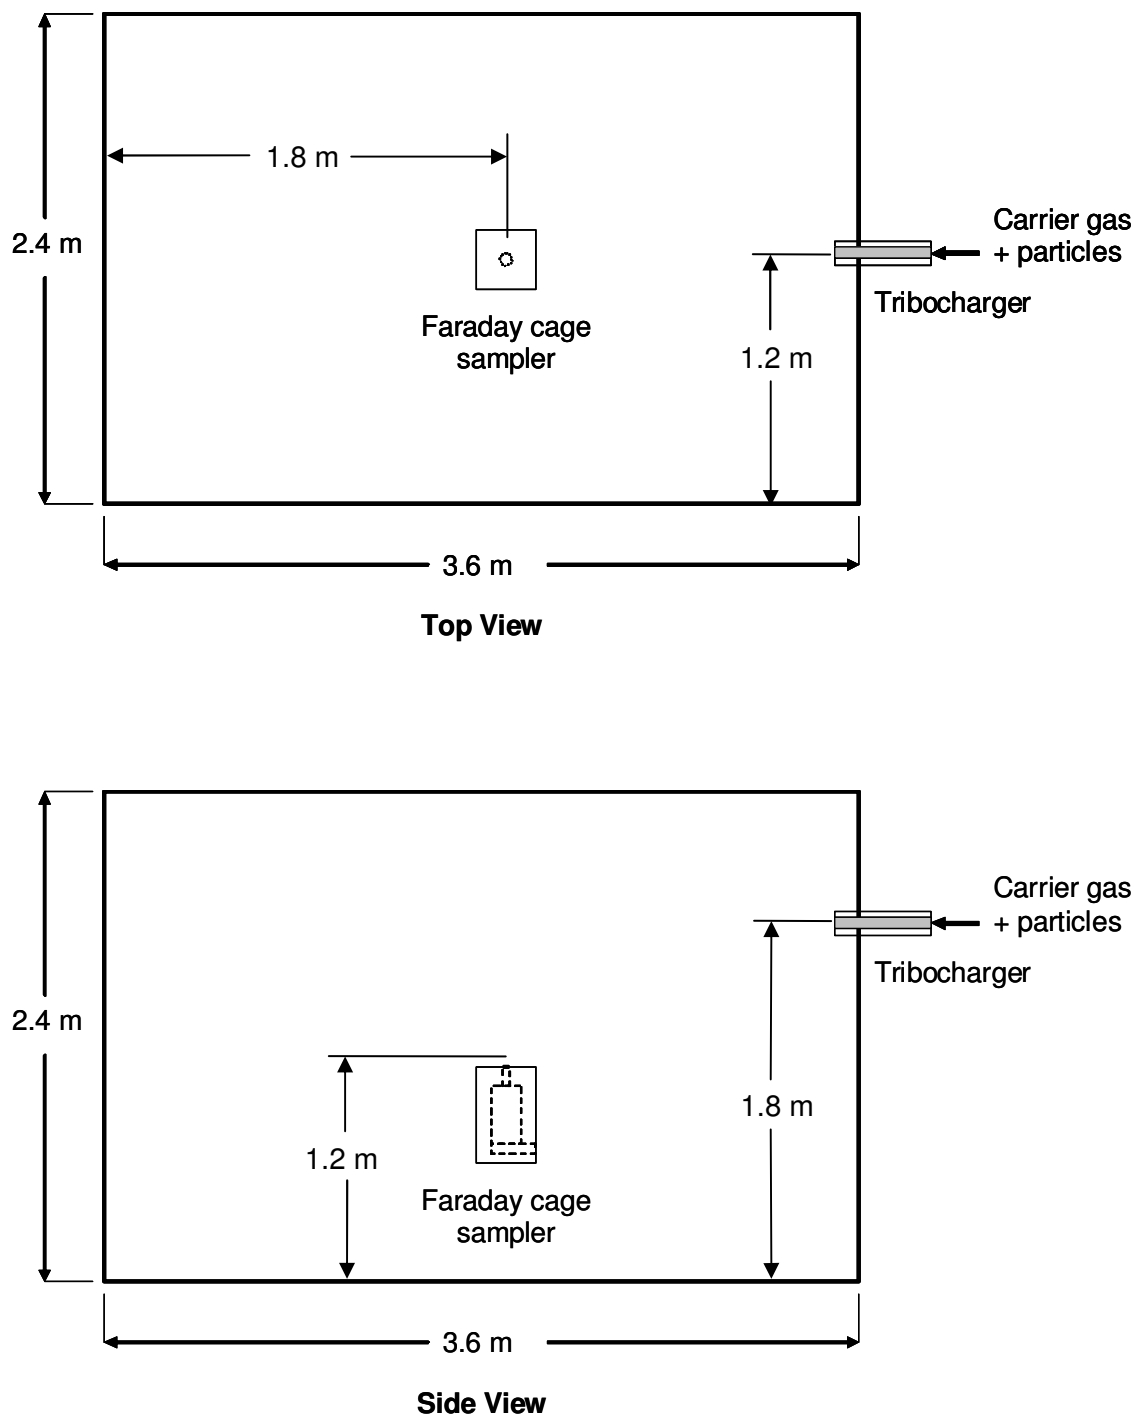 1.8 m
2.4 m
Carrier gas
+ particles
Tribocharger
Faraday cage
sampler
1.2 m
3.6 m
Top View
Carrier gas
+ particles
Tribocharger
2.4 m
1.8 m
1.2 m
Faraday cage
sampler
3.6 m
Side View